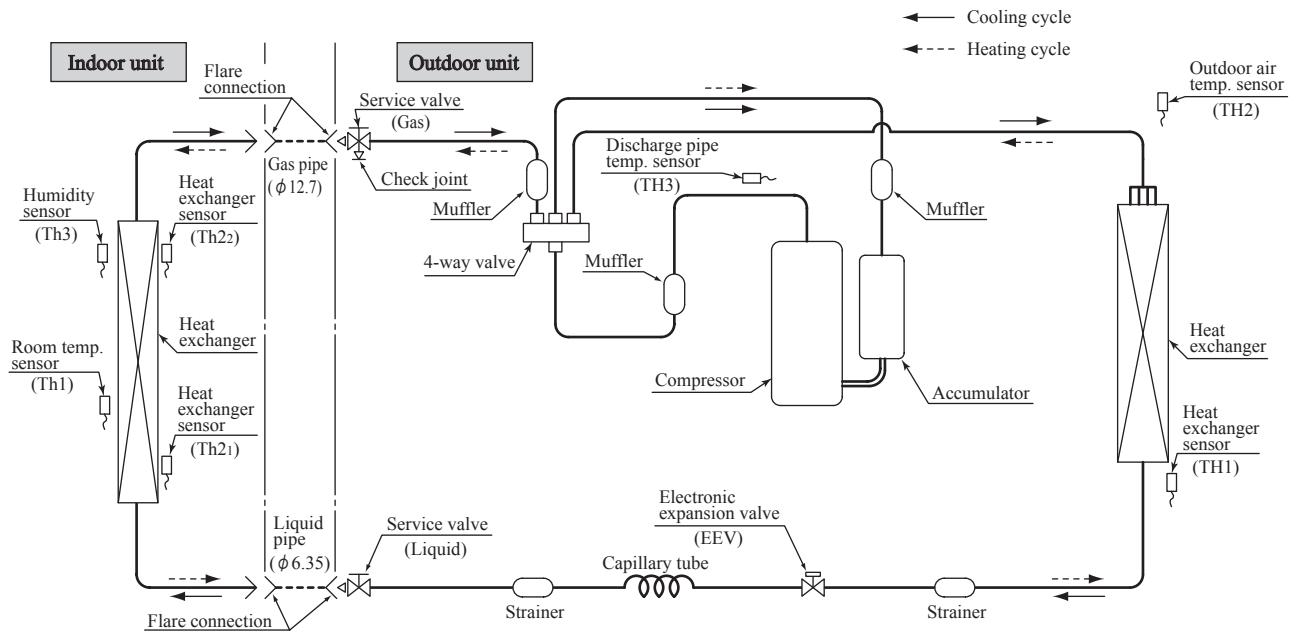 Cooling cycle
Heating cycle
Indoor unit
Outdoor unit
Flare
connection
Service valve
(Gas)
Outdoor air
temp. sensor
(TH2)
Gas pipe
(ϕ12.7)
Check joint
Discharge pipe
temp. sensor
(TH3)
Humidity
sensor
(Th3)
Heat
exchanger
sensor
(Th22)
Muffler
Muffler
4-way valve
Muffler
Heat
exchanger
Room temp.
sensor
(Th1)
Heat
exchanger
Compressor
Accumulator
Heat
exchanger
sensor
(Th21)
Heat
exchanger
sensor
(TH1)
Liquid
pipe
(ϕ6.35)
Service valve
(Liquid)
Electronic
expansion valve
(EEV)
Capillary tube
Strainer
Strainer
Flare connection